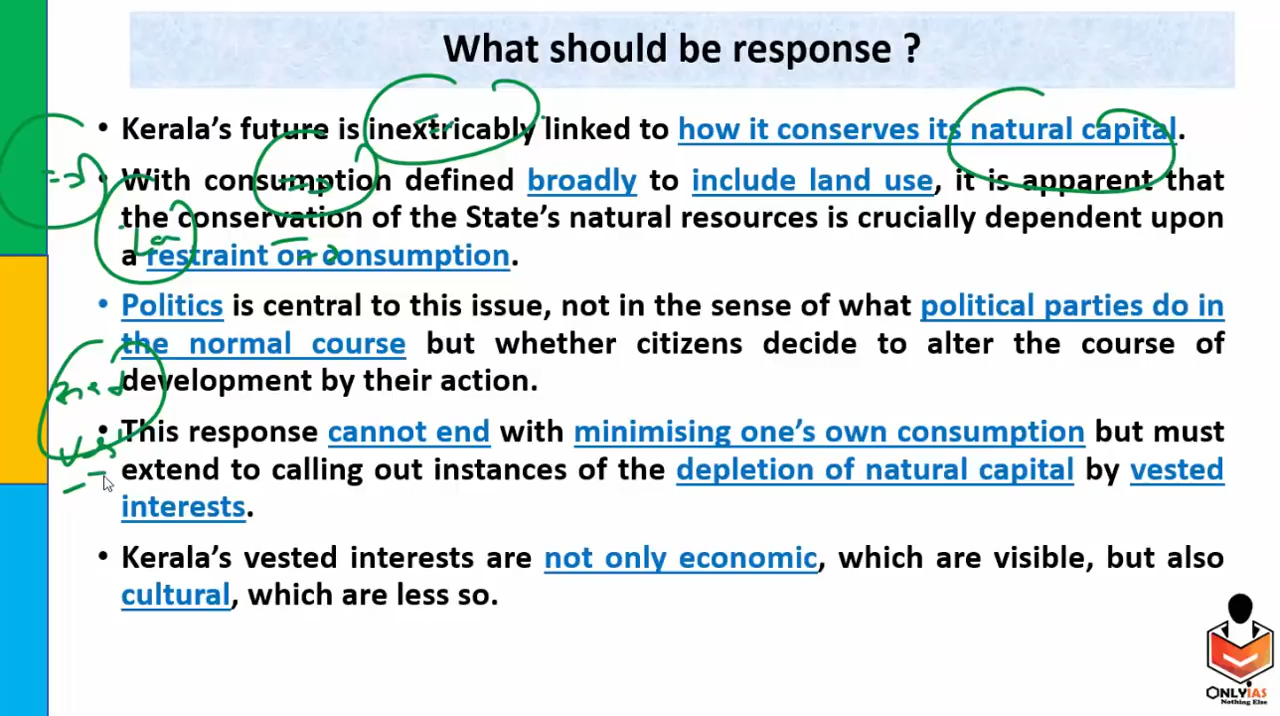 What should be response ?
• Kerala’s future is inextricably linked to how it conserves its natural capital.
• With consumption defined broadly to include land use, it is apparent that
the conservation of the State’s natural resources is crucially dependent upon
a restraint on consumption.
• Politics is central to this issue, not in the sense of what political parties do in
the normal course but whether citizens decide to alter the course of
development by their action.
• This response cannot end with minimising one’s own consumption but must
extend to calling out instances of the depletion of natural capital by vested
interests.
• Kerala’s vested interests are not only economic, which are visible, but also
cultural, which are less so.
ONLYIAS
Nothing Else